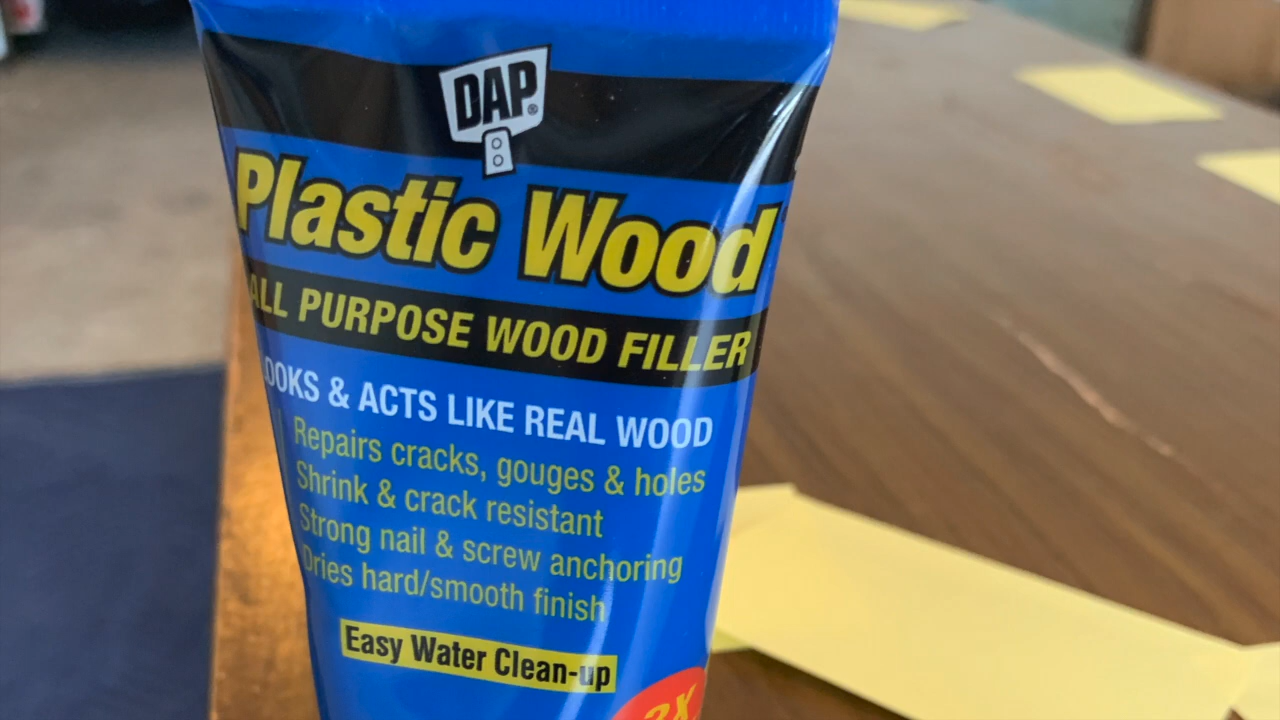 DAP®
Plastic Wood
ALL PURPOSE WOOD FILLER
OOKS & ACTS LIKE REAL WOOD
Repairs cracks, gouges & holes
Shrink & crack resistant
Strong nail & screw anchoring
Dries hard/smooth finish
Easy Water Clean-up